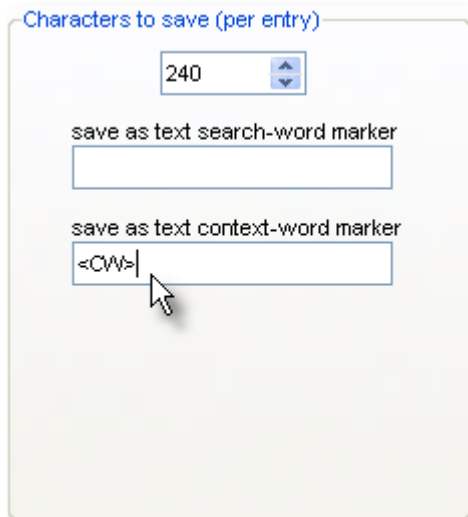 Characters to save (per entry)
240
save as text search-word marker
save as text context-word marker
<CW>